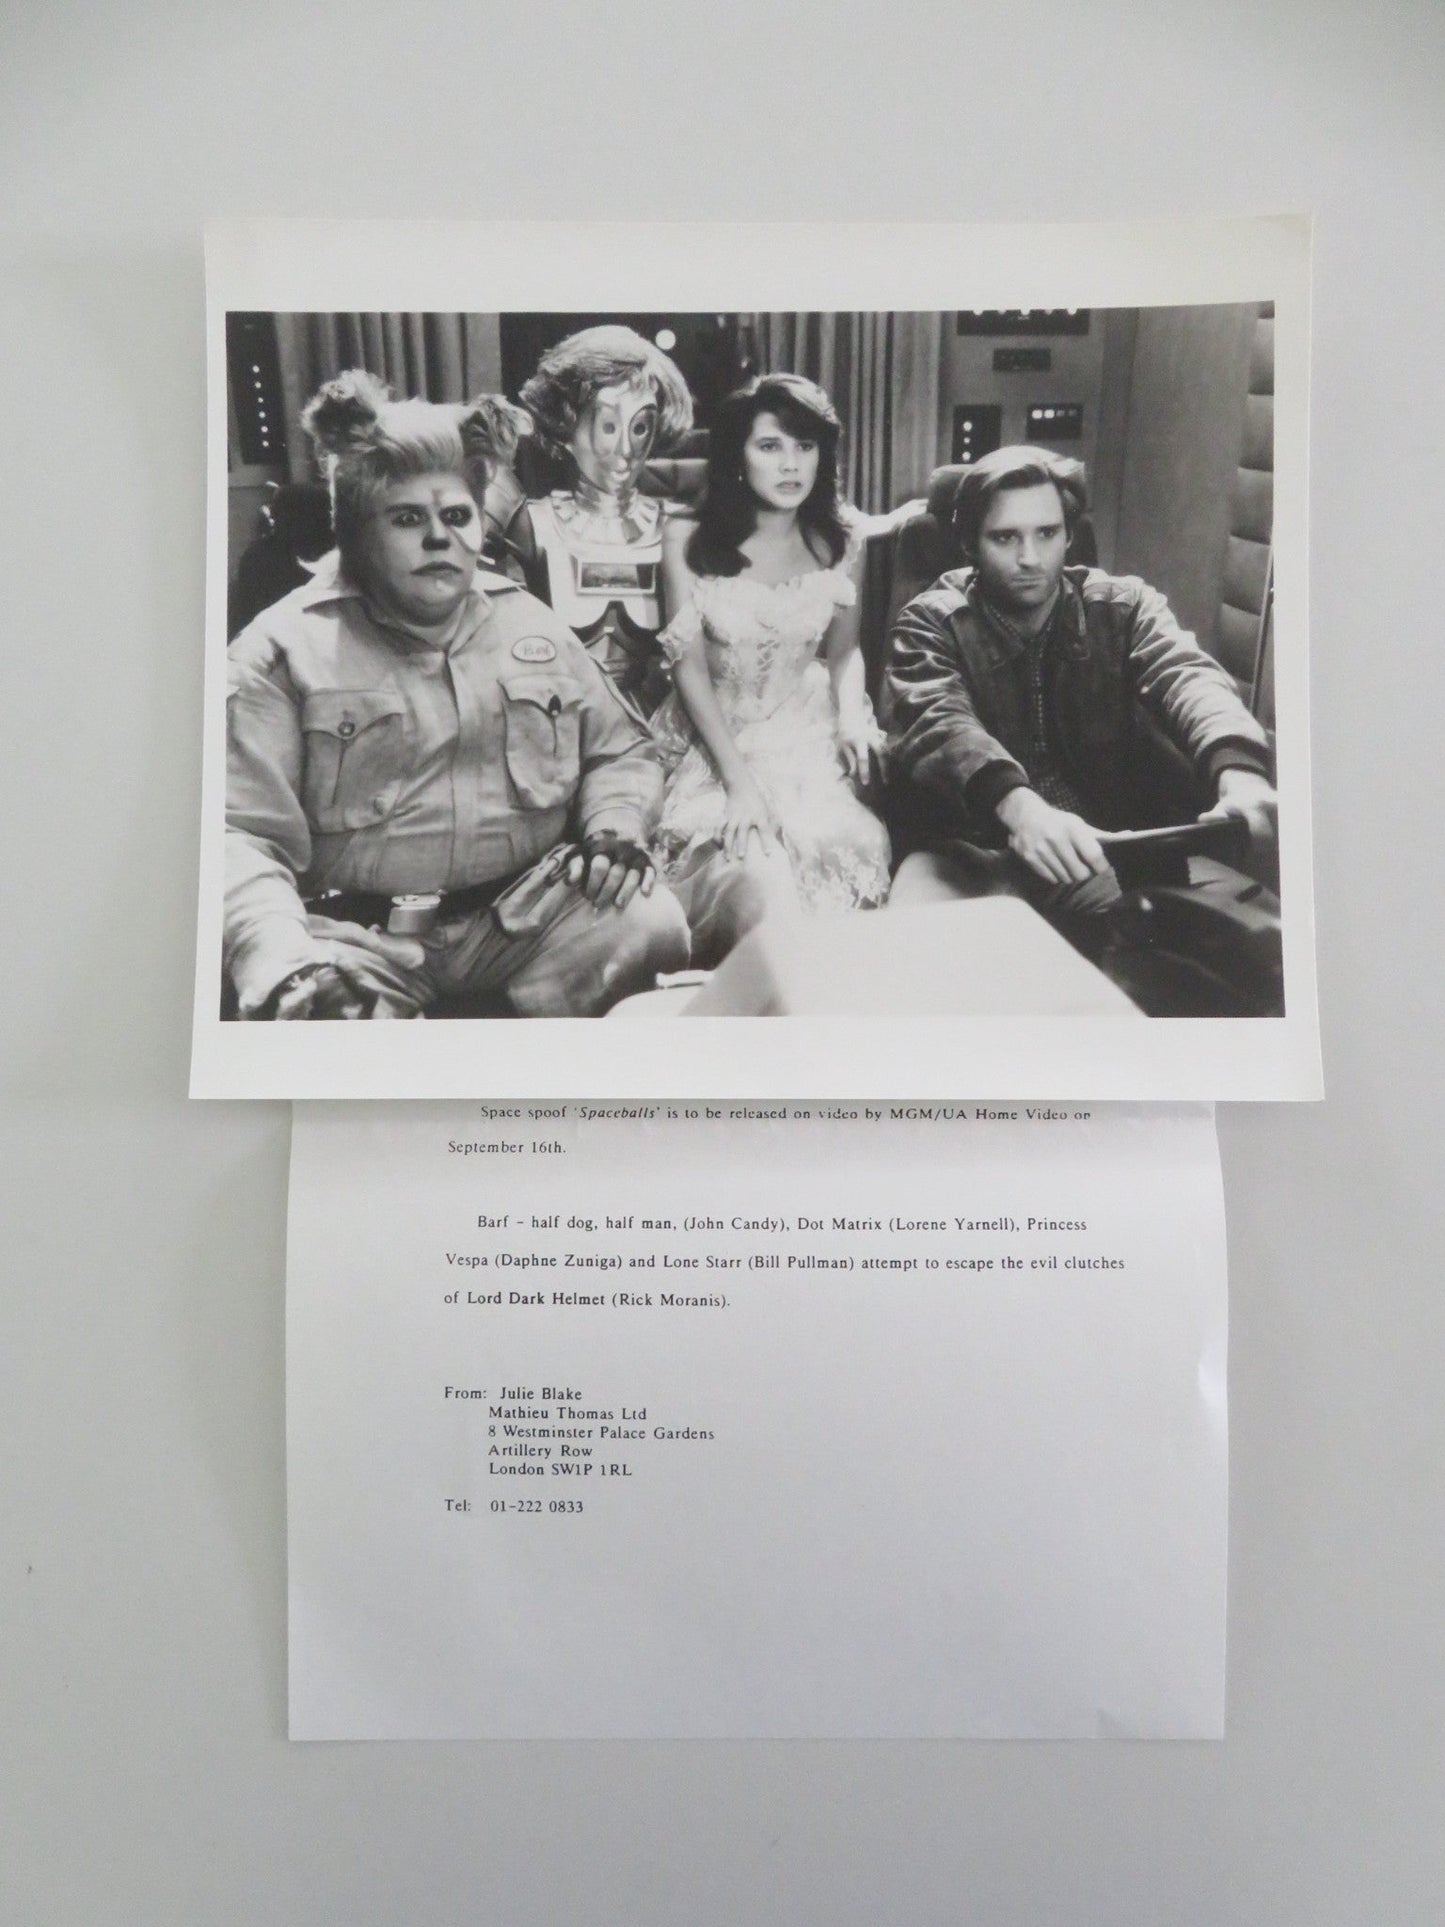 Barf
Space spoof 'Spaceballs' is to be released on video by MGM/UA Home Video on
September 16th.
Barf - half dog, half man, (John Candy), Dot Matrix (Lorene Yarnell), Princess
Vespa (Daphne Zuniga) and Lone Starr (Bill Pullman) attempt to escape the evil clutches
of Lord Dark Helmet (Rick Moranis).
From: Julie Blake
Mathieu Thomas Ltd
8 Westminster Palace Gardens
Artillery Row
London SW1P 1RL
Tel: 01-222 0833